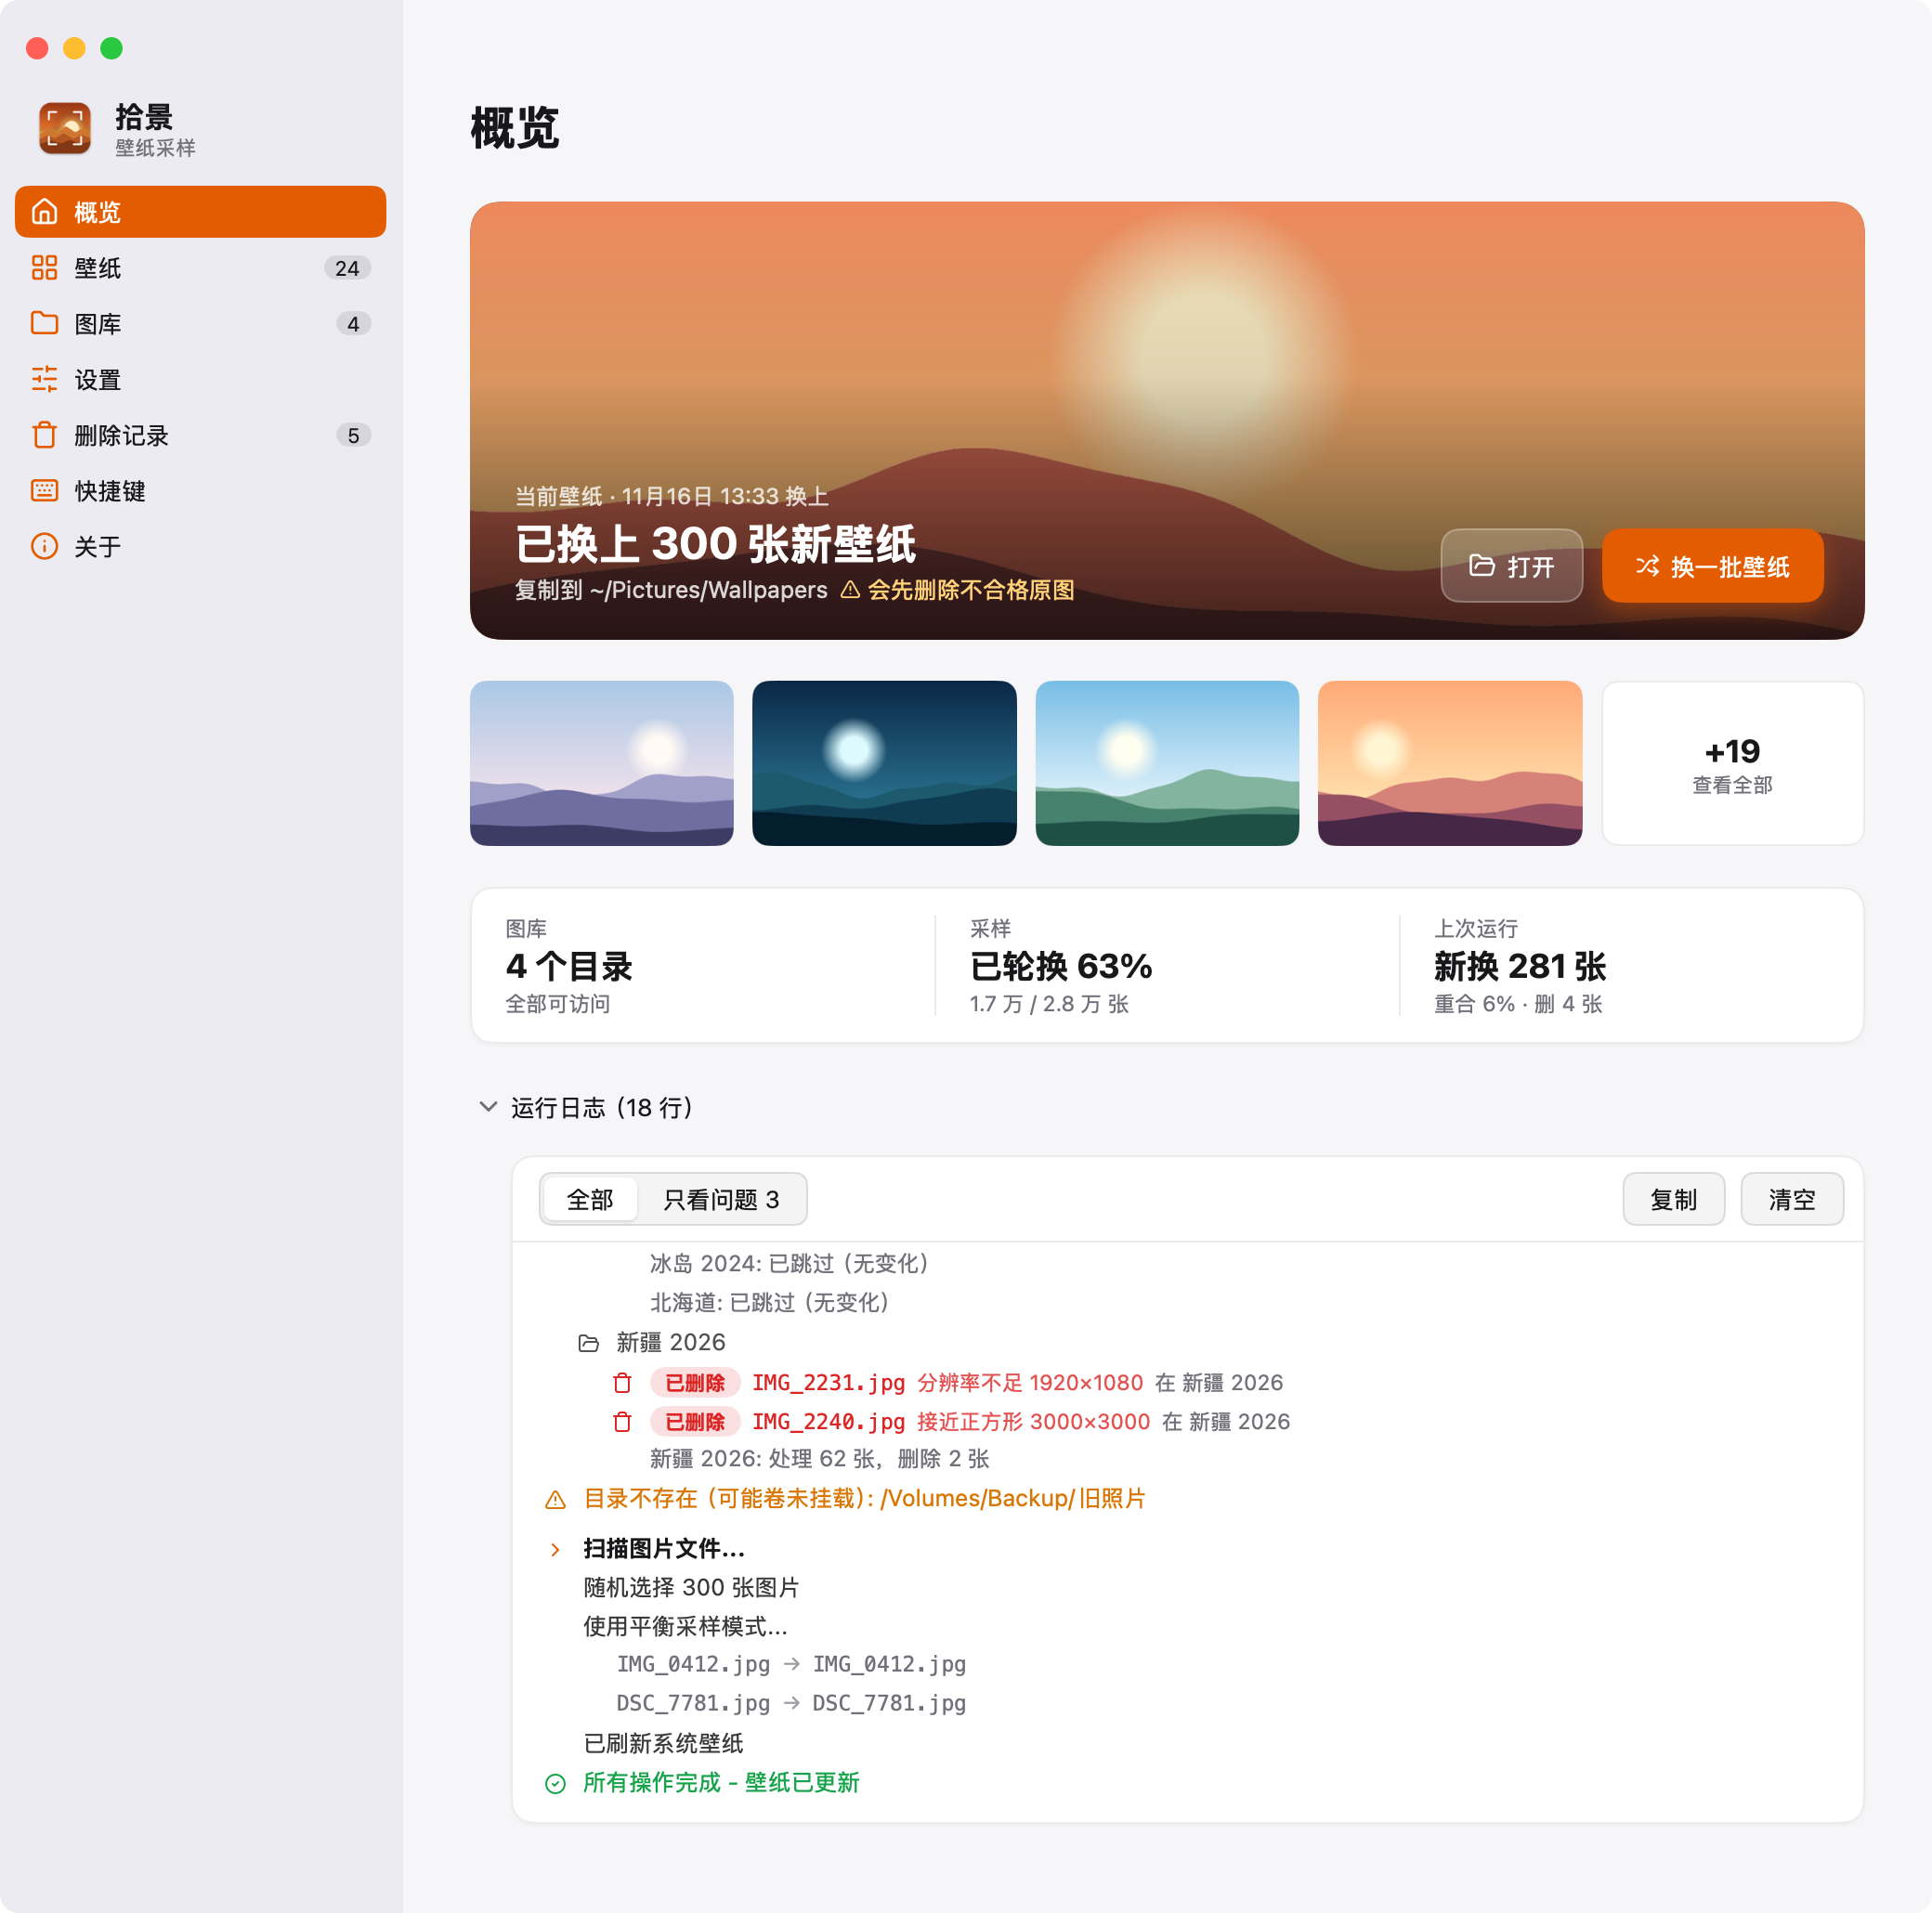 拾景
壁纸采样
概览
壁纸 24
图库 4
设置
删除记录 5
快捷键
关于
概览
当前壁纸 · 11月16日 13:33 换上
已换上 300 张新壁纸
复制到 ~/Pictures/Wallpapers 会先删除不合格原图
打开
换一批壁纸
+19
查看全部
图库
4 个目录
全部可访问
采样
已轮换 63%
1.7 万 / 2.8 万 张
上次运行
新换 281 张
重合 6% · 删 4 张
运行日志（18 行）
全部 只看问题 3
复制 清空
冰岛 2024: 已跳过（无变化）
北海道: 已跳过（无变化）
新疆 2026
已删除 IMG_2231.jpg 分辨率不足 1920×1080 在 新疆 2026
已删除 IMG_2240.jpg 接近正方形 3000×3000 在 新疆 2026
新疆 2026: 处理 62 张，删除 2 张
目录不存在（可能卷未挂载）: /Volumes/Backup/旧照片
扫描图片文件...
随机选择 300 张图片
使用平衡采样模式...
IMG_0412.jpg → IMG_0412.jpg
DSC_7781.jpg → DSC_7781.jpg
已刷新系统壁纸
所有操作完成 - 壁纸已更新